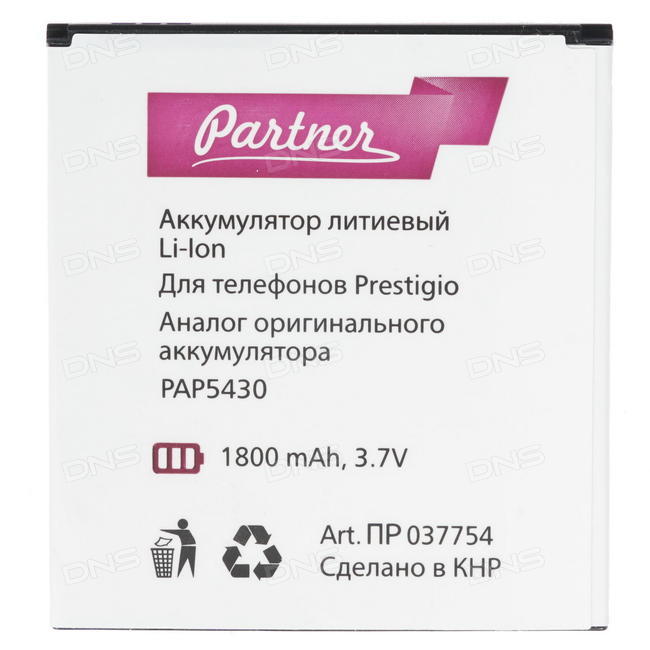 Partner
Аккумулятор литиевый
Li-Ion
Для телефонов Prestigio
Аналог оригинального
аккумулятора
PAP5430
1800 mAh, 3.7V
Art. ПР 037754
Сделано в КНР
DNS